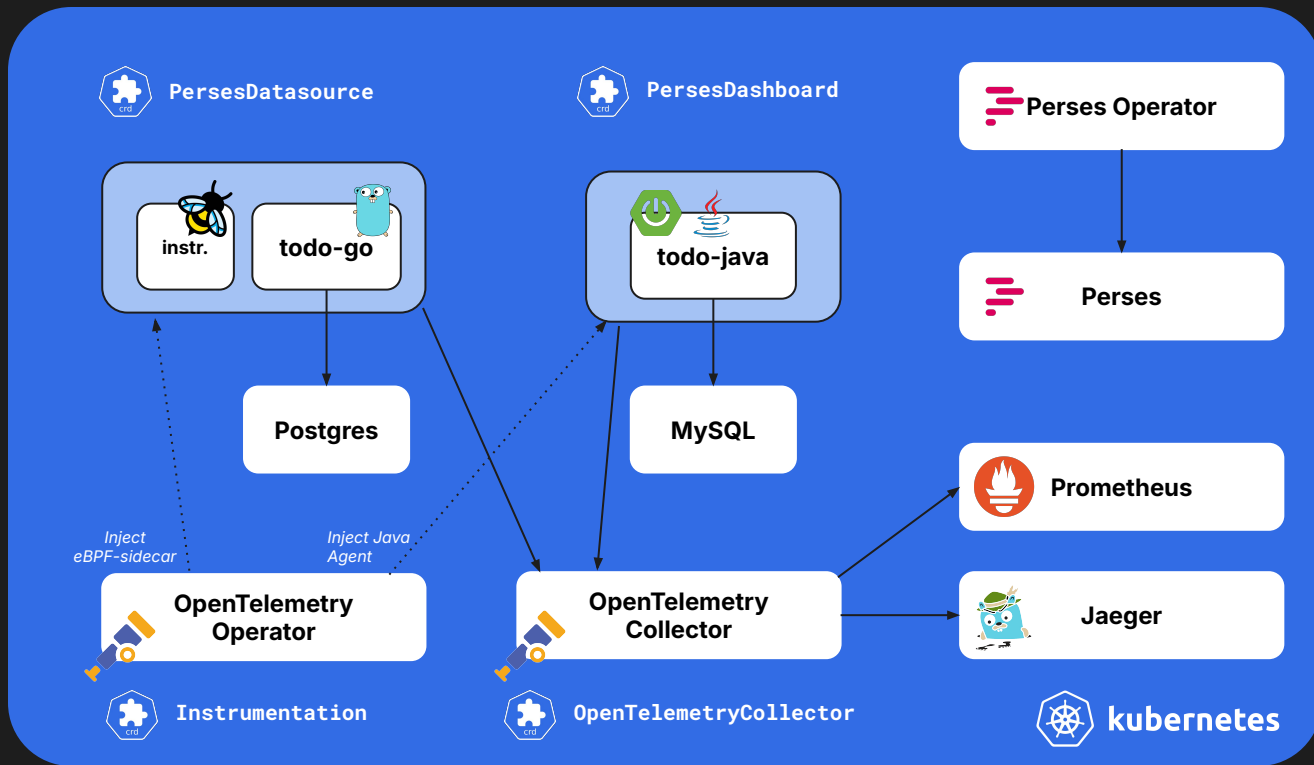 crd
PersesDatasource
crd
PersesDashboard
Perses Operator
instr.
todo-go
todo-java
Perses
Postgres
MySQL
Prometheus
Inject
eBPF-sidecar
Inject Java
Agent
OpenTelemetry
Operator
OpenTelemetry
Collector
Jaeger
crd
Instrumentation
crd
OpenTelemetryCollector
kubernetes